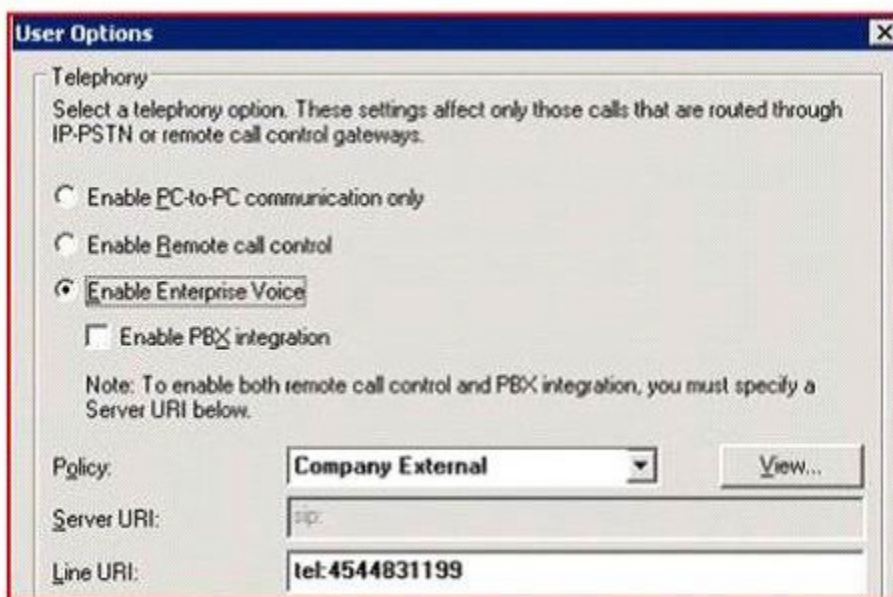 User Options
Telephony
Select a telephony option. These settings affect only those calls that are routed through
IP-PSTN or remote call control gateways.
Enable PC-to-PC communication only
Enable Remote call control
Enable Enterprise Voice
Enable PBX integration
Note: To enable both remote call control and PBX integration, you must specify a
Server URI below.
Policy: Company External View...
Server URI: sip:
Line URI: tel:4544831199